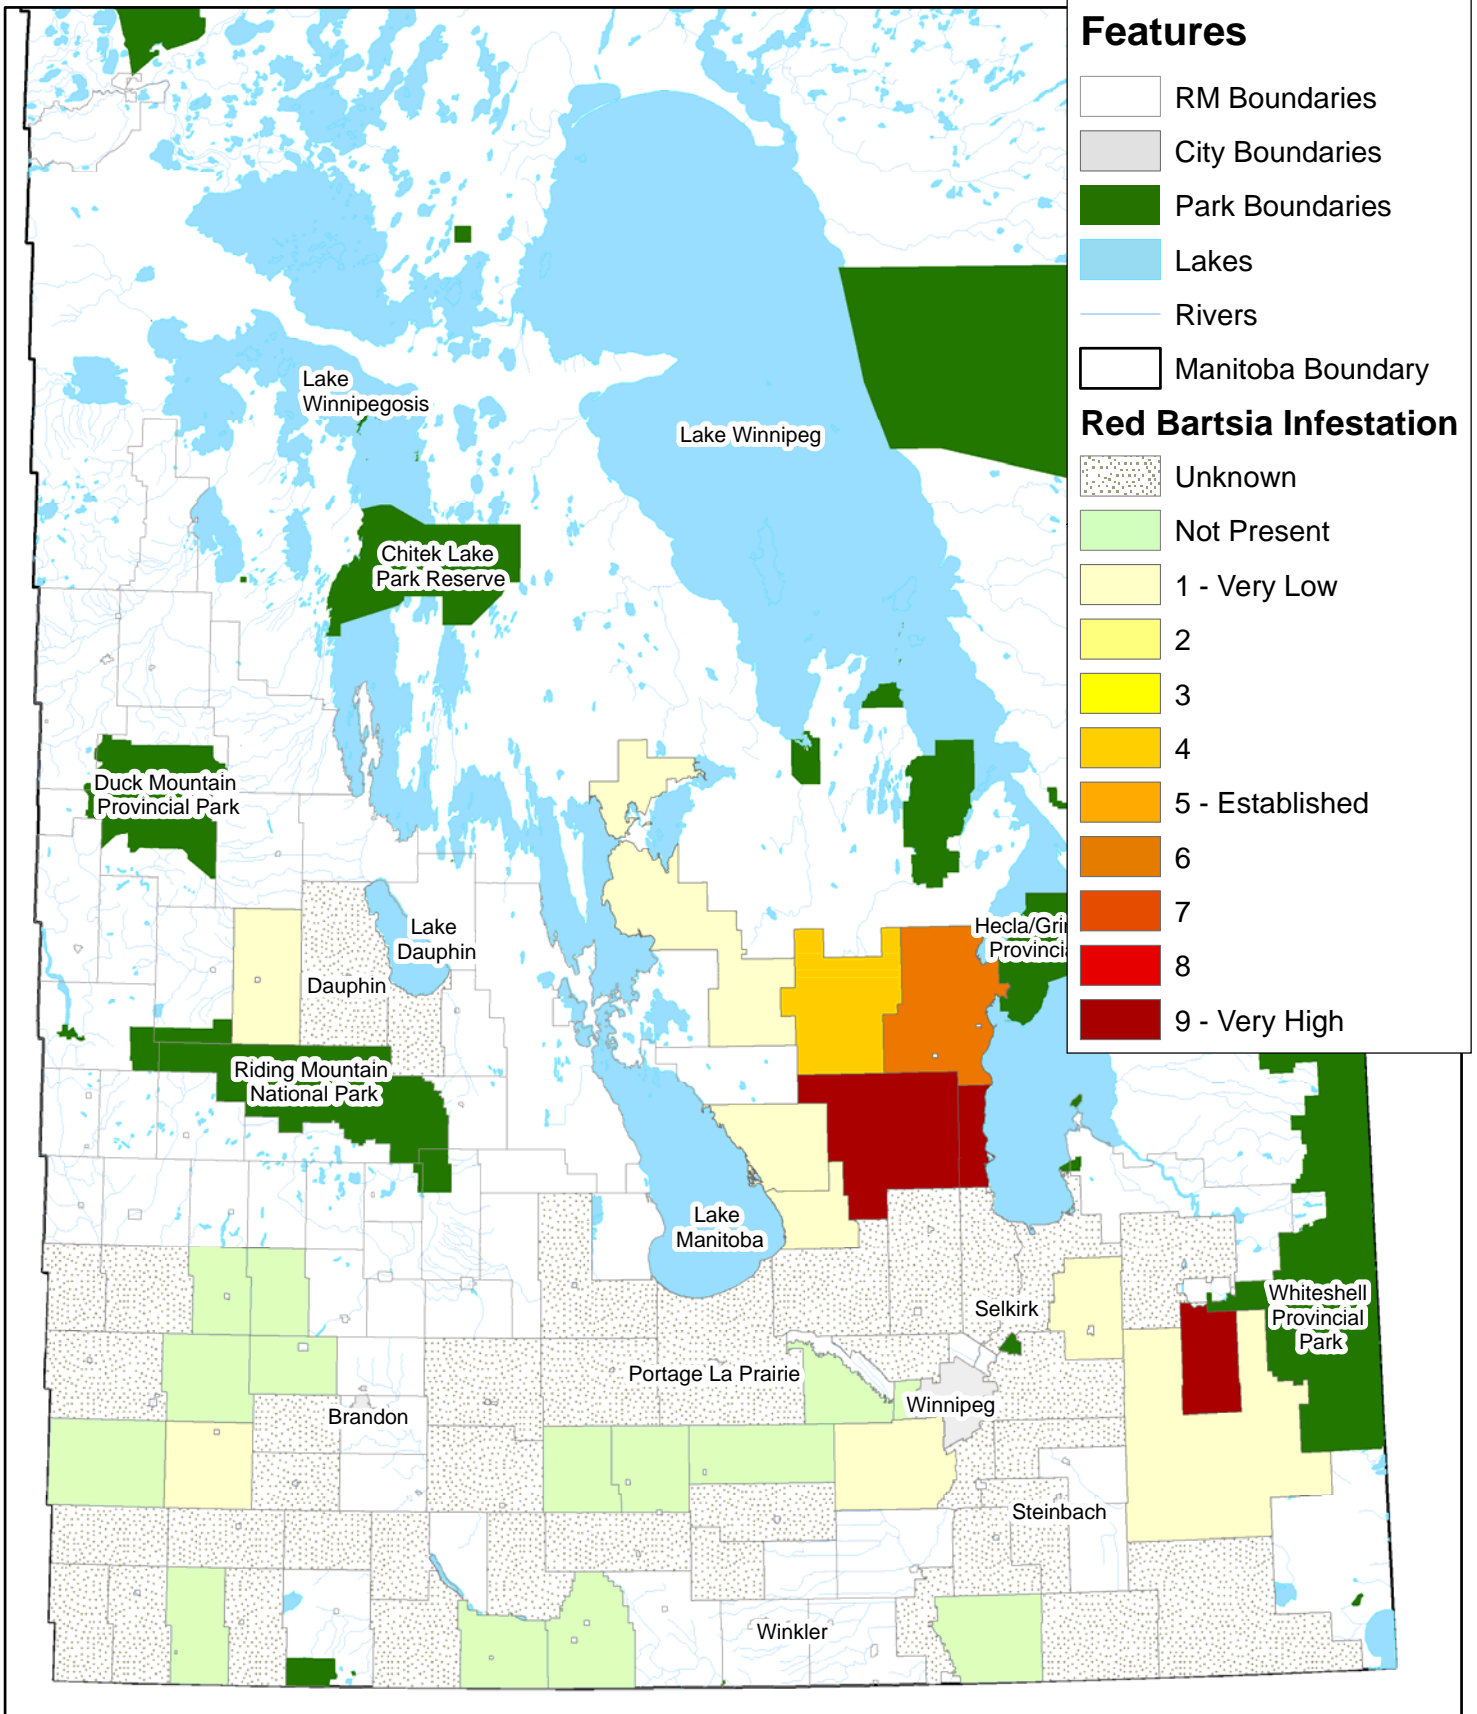 Features
RM Boundaries
City Boundaries
Park Boundaries
Lakes
Rivers
Manitoba Boundary
Red Bartsia Infestation
Unknown
Not Present
1 - Very Low
2
3
4
5 - Established
6
7
8
9 - Very High
Lake
Winnipegosis
Lake Winnipeg
Chitek Lake
Park Reserve
Duck Mountain
Provincial Park
Lake
Dauphin
Dauphin
Hecla/Gri
Provincia
Riding Mountain
National Park
Lake
Manitoba
Selkirk
Whiteshell
Provincial
Park
Portage La Prairie
Winnipeg
Brandon
Steinbach
Winkler